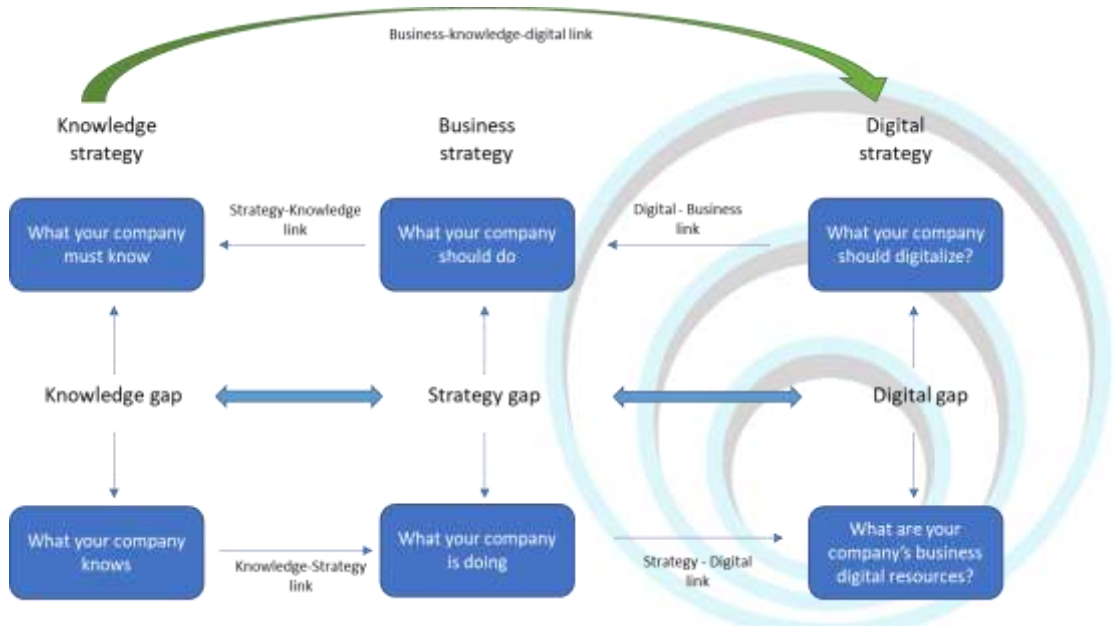 Business-knowledge-digital link
Knowledge
strategy
Business
strategy
Digital
strategy
Strategy-Knowledge
link
Digital - Business
link
What your company
must know
What your company
should do
What your company
should digitalize?
Knowledge gap
Strategy gap
Digital gap
What your company
knows
Knowledge-Strategy
link
What your company
is doing
Strategy - Digital
link
What are your
company's business
digital resources?